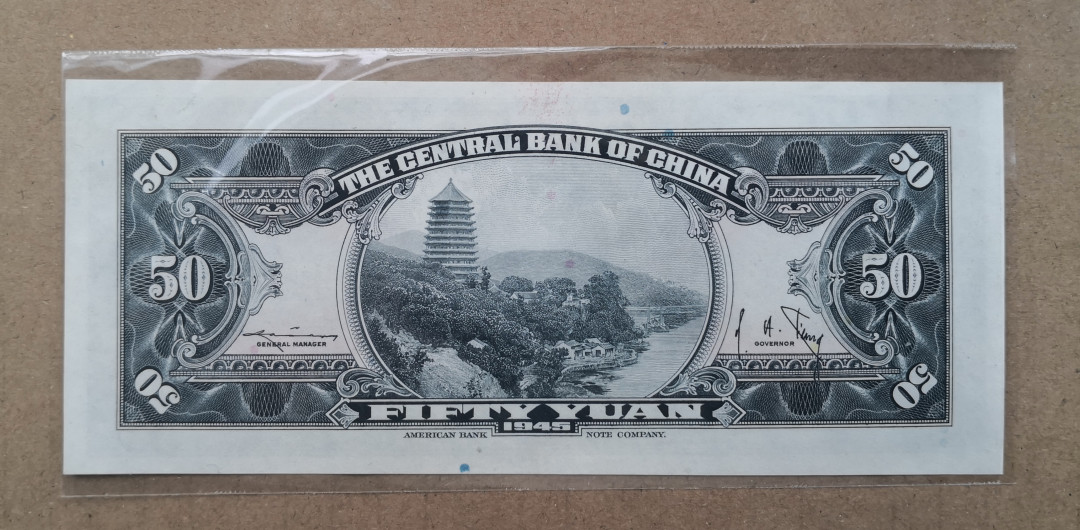 50
THE CENTRAL BANK OF CHINA
50
50
50
GENERAL MANAGER
GOVERNOR
50
FIFTY YUAN
50
1945
AMERICAN BANK NOTE COMPANY.